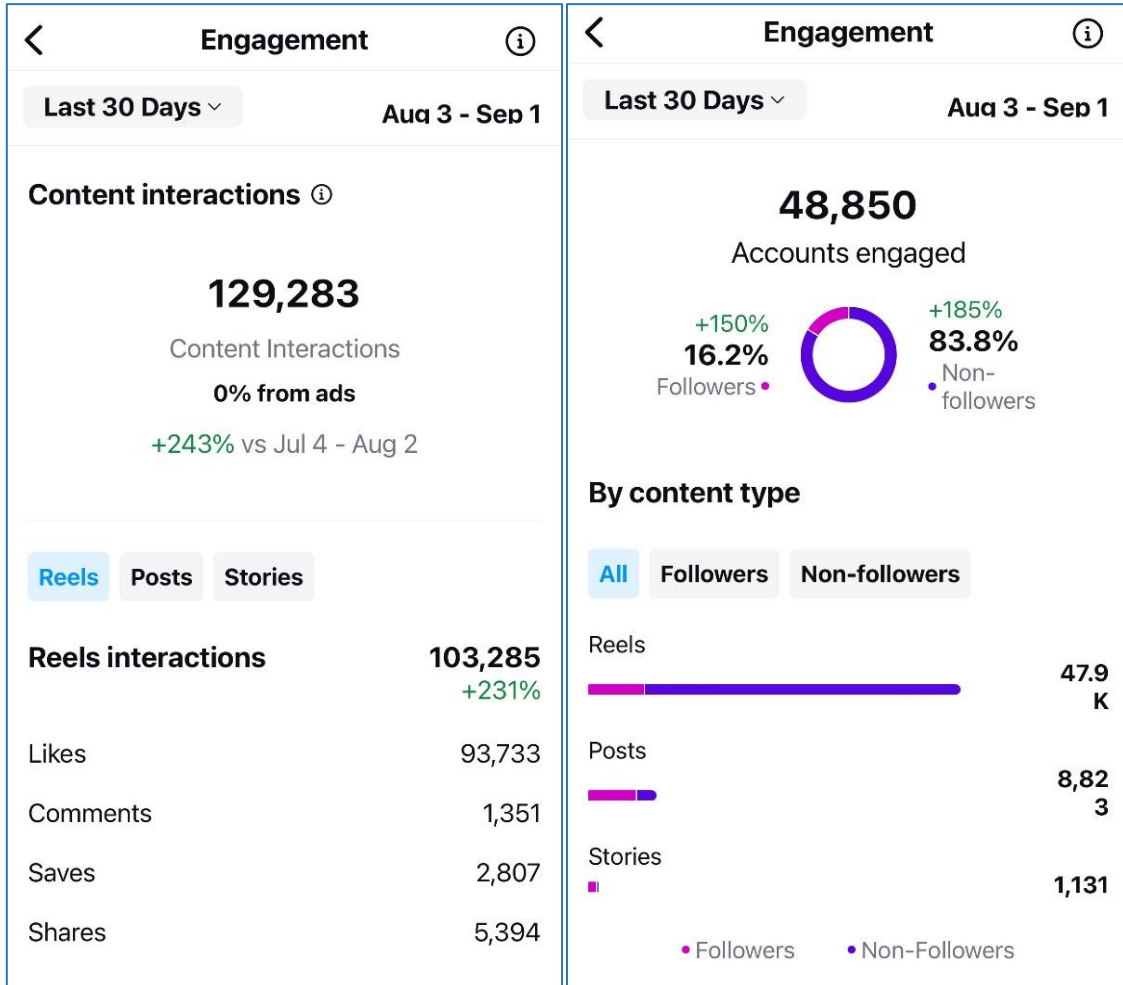 Engagement
Last 30 Days
Aug 3 - Sep 1
Content interactions
129,283
Content Interactions
0% from ads
+243% vs Jul 4 - Aug 2
Reels Posts Stories
Reels interactions 103,285
+231%
Likes 93,733
Comments 1,351
Saves 2,807
Shares 5,394
Engagement
Last 30 Days
Aug 3 - Sep 1
48,850
Accounts engaged
+150%
16.2%
Followers
+185%
83.8%
Non-
followers
By content type
All Followers Non-followers
Reels
47.9
K
Posts
8,82
3
Stories
1,131
Followers Non-Followers